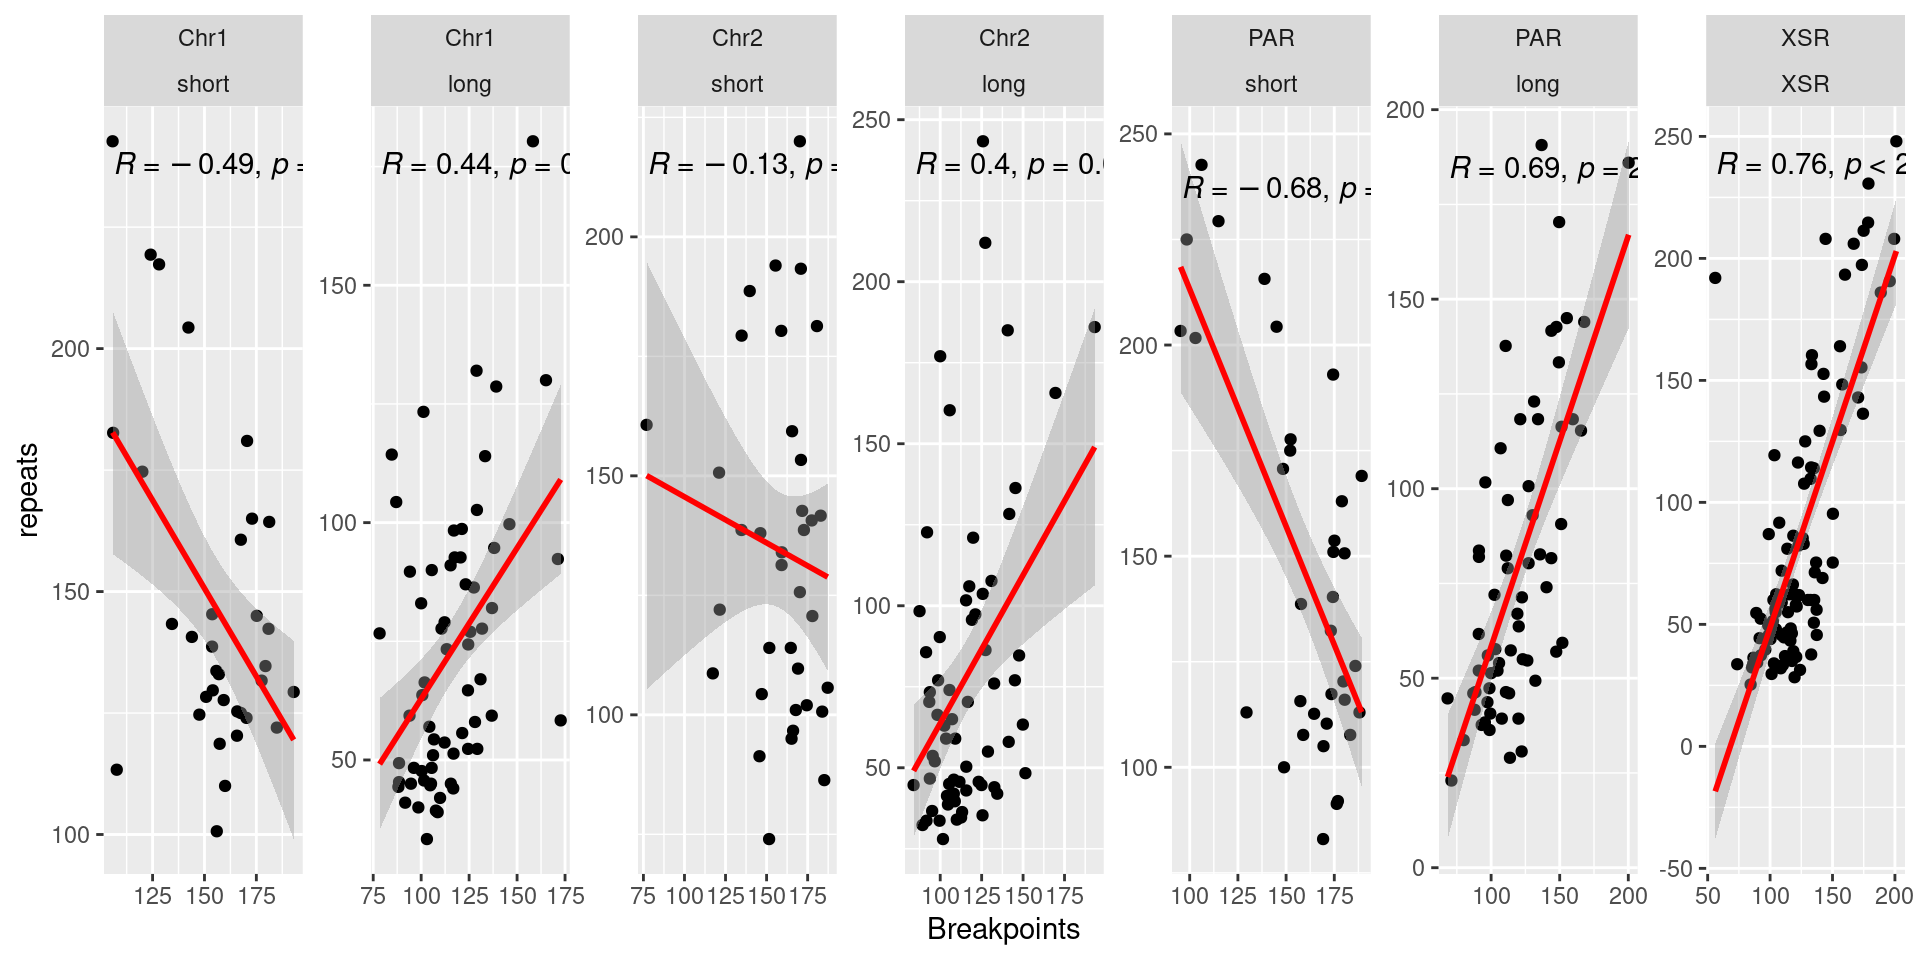 Chr1 Chr1 Chr2 Chr2 PAR PAR XSR
short long short long short long XSR
R = −0.49, p =
R = 0.44, p = 0
R = −0.13, p =
R = 0.4, p = 0.
R = −0.68, p =
R = 0.69, p = 2
R = 0.76, p < 2
200
150
100
125 150 175
150
100
50
75 100 125 150 175
200
150
100
75 100 125 150 175
250
200
150
100
50
100 125 150 175
250
200
150
100
100 125 150 175
200
150
100
50
0
100 150 200
250
200
150
100
50
0
-50
50 100 150 200
repeats
Breakpoints